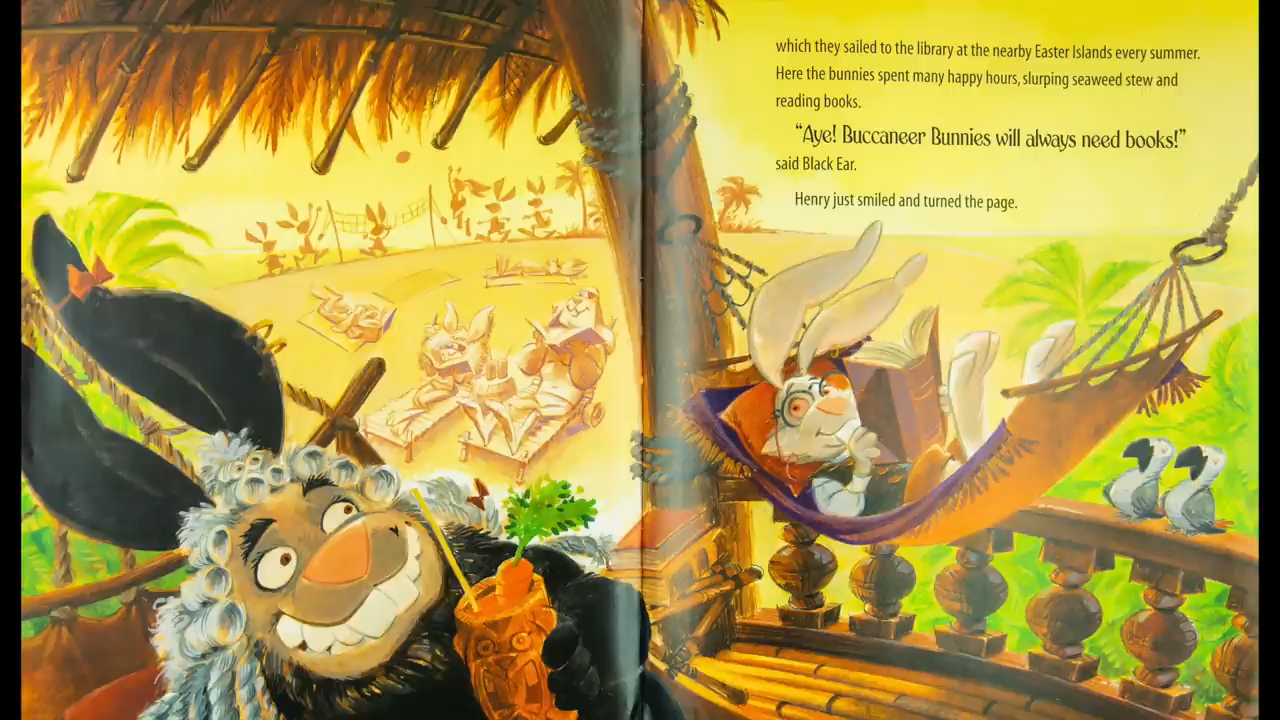 which they sailed to the library at the nearby Easter Islands every summer.
Here the bunnies spent many happy hours, slurping seaweed stew and
reading books.
“Aye! Buccaneer Bunnies will always need books!”
said Black Ear.
Henry just smiled and turned the page.